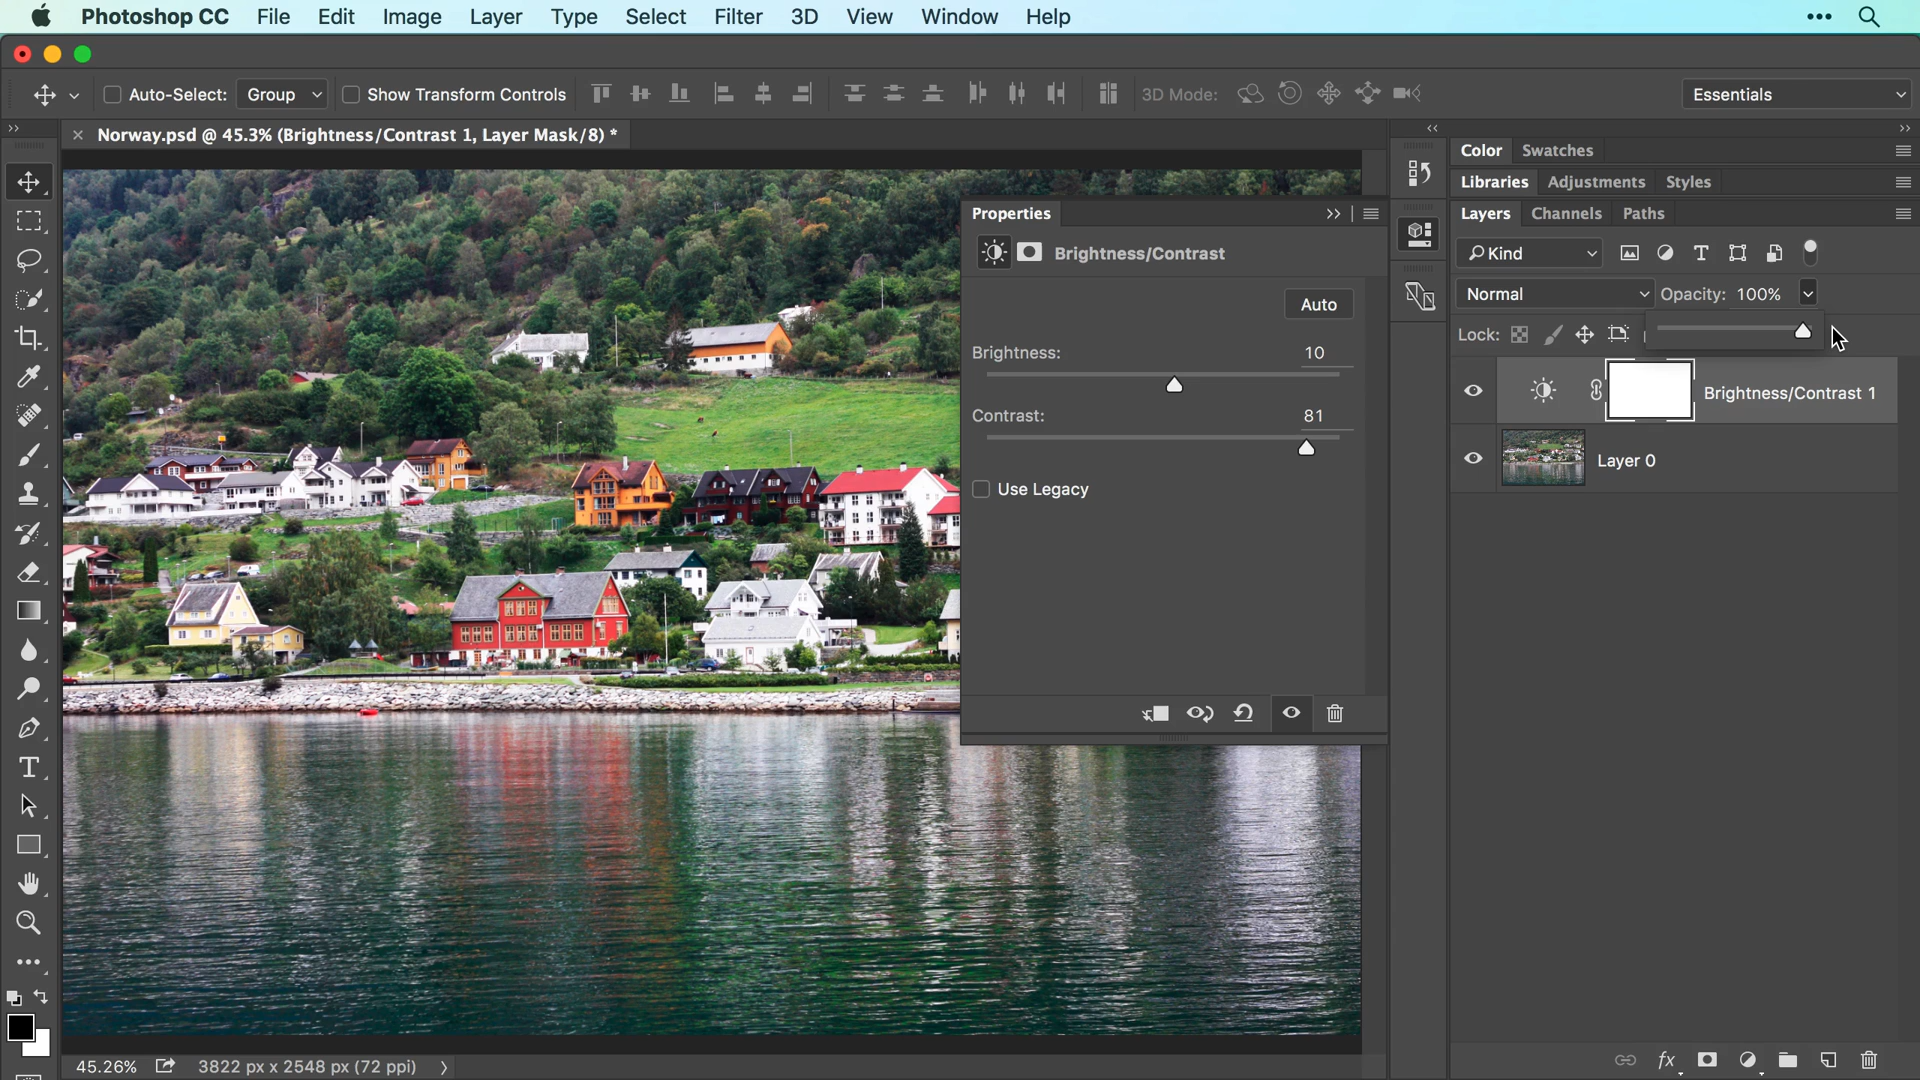 Photoshop CC File Edit Image Layer Type Select Filter 3D View Window Help
Auto-Select: Group Show Transform Controls 3D Mode: Essentials
Norway.psd @ 45.3% (Brightness/Contrast 1, Layer Mask/8) *
Color Swatches
Libraries Adjustments Styles
Properties
Layers Channels Paths
Brightness/Contrast
Kind
Auto
Normal Opacity: 100%
Lock:
Brightness: 10
Brightness/Contrast 1
Contrast: 81
Layer 0
Use Legacy
45.26% 3822 px x 2548 px (72 ppi)
fx